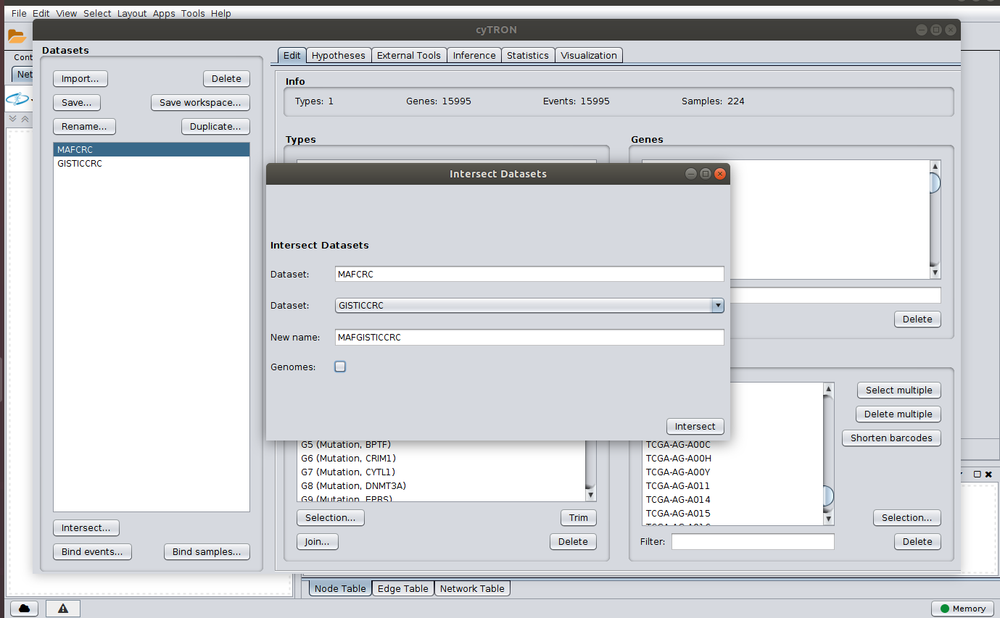 File Edit View Select Layout Apps Tools Help
cyTRON
Cont
Net
Datasets
Import... Delete
Save... Save workspace...
Rename... Duplicate...
MAFCRC
GISTICCRC
Intersect...
Bind events... Bind samples...
Edit Hypotheses External Tools Inference Statistics Visualization
Info
Types: 1 Genes: 15995 Events: 15995 Samples: 224
Types
Genes
Delete
Intersect Datasets
Intersect Datasets
Dataset: MAFCRC
Dataset: GISTICCRC
New name: MAFGISTICCRC
Genomes:
Intersect
G5 (Mutation, BPTF)
G6 (Mutation, CRIM1)
G7 (Mutation, CYTL1)
G8 (Mutation, DNMT3A)
G9 (Mutation, EPRS)
Selection... Trim
Join... Delete
Select multiple
Delete multiple
Shorten barcodes
TCGA-AG-A00C
TCGA-AG-A00H
TCGA-AG-A00Y
TCGA-AG-A011
TCGA-AG-A014
TCGA-AG-A015
Selection...
Filter: Delete
Node Table Edge Table Network Table
Memory